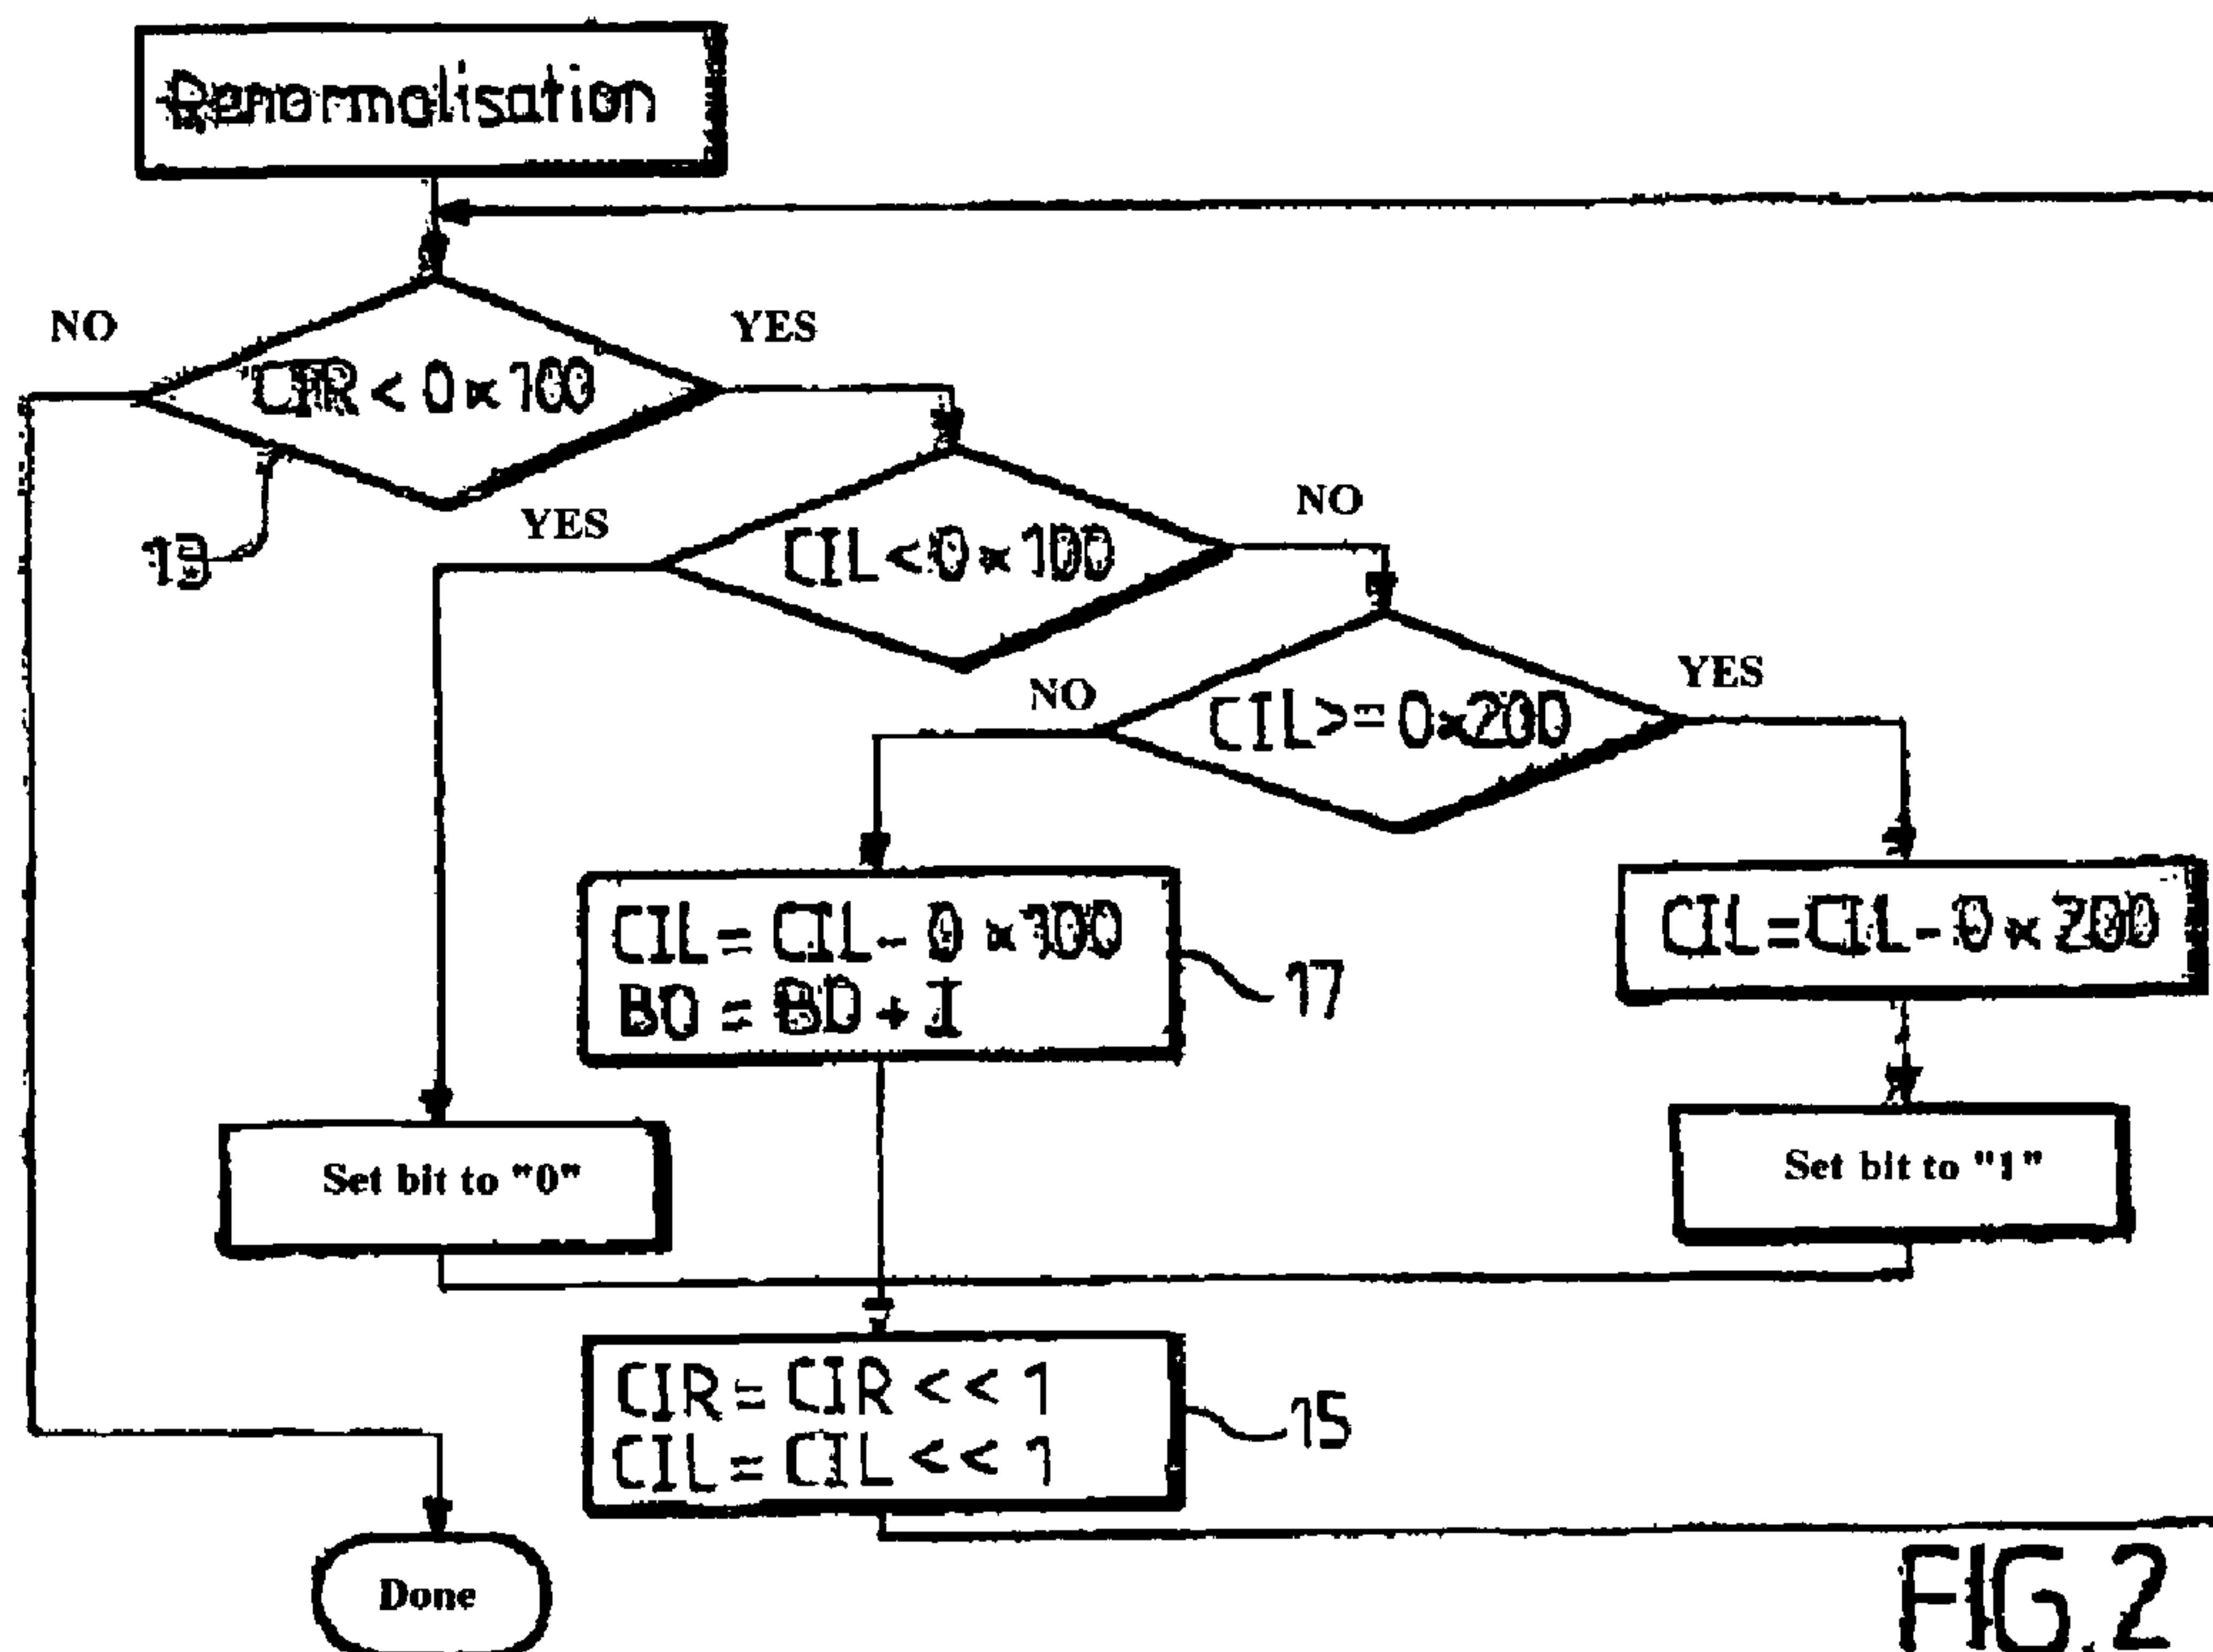 Renormalisation
NO
YES
CIR < 0x100
13
YES
CIL < 0x100
NO
NO
CIL >= 0x200
YES
CIL = CIL - 0x100
BO = BO + I
17
CIL = CIL - 0x200
Set bit to "0"
Set bit to "1"
CIR = CIR << 1
CIL = CIL << 1
15
Done
FIG.2